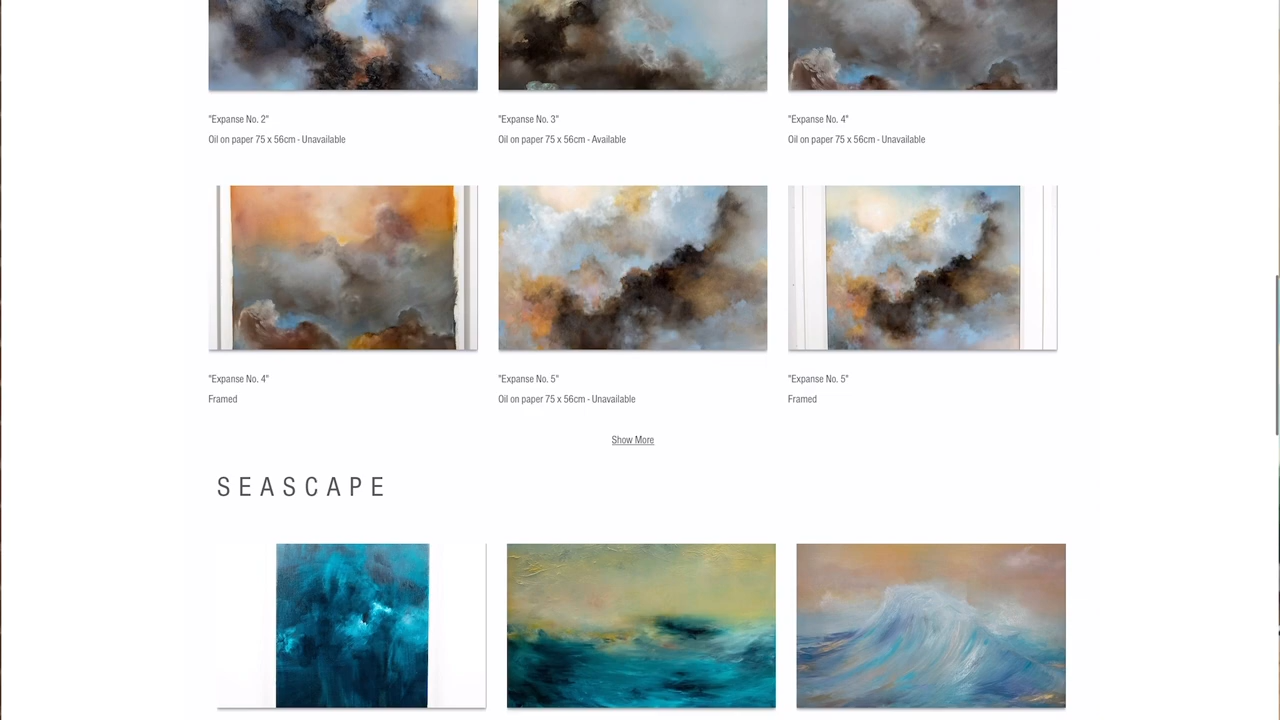 "Expanse No. 2"
Oil on paper 75 x 56cm - Unavailable
"Expanse No. 3"
Oil on paper 75 x 56cm - Available
"Expanse No. 4"
Oil on paper 75 x 56cm - Unavailable
"Expanse No. 4"
Framed
"Expanse No. 5"
Oil on paper 75 x 56cm - Unavailable
"Expanse No. 5"
Framed
Show More
SEASCAPE